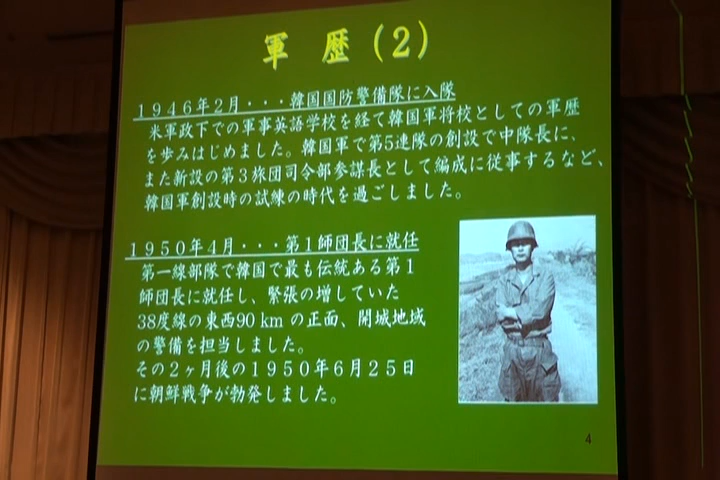 軍 歴（２）
１９４６年２月・・・韓国国防警備隊に入隊
米軍政下での軍事英語学校を経て韓国軍将校としての軍歴
を歩みはじめました。韓国軍で第５連隊の創設で中隊長に、
また新設の第３旅団司令部参謀長として編成に従事するなど、
韓国軍創設時の試練の時代を過ごしました。
１９５０年４月・・・第１師団長に就任
第一線部隊で韓国で最も伝統ある第１
師団長に就任し、緊張の増していた
38度線の東西90 km の正面、開城地域
の警備を担当しました。
その２ヶ月後の１９５０年６月２５日
に朝鮮戦争が勃発しました。
4